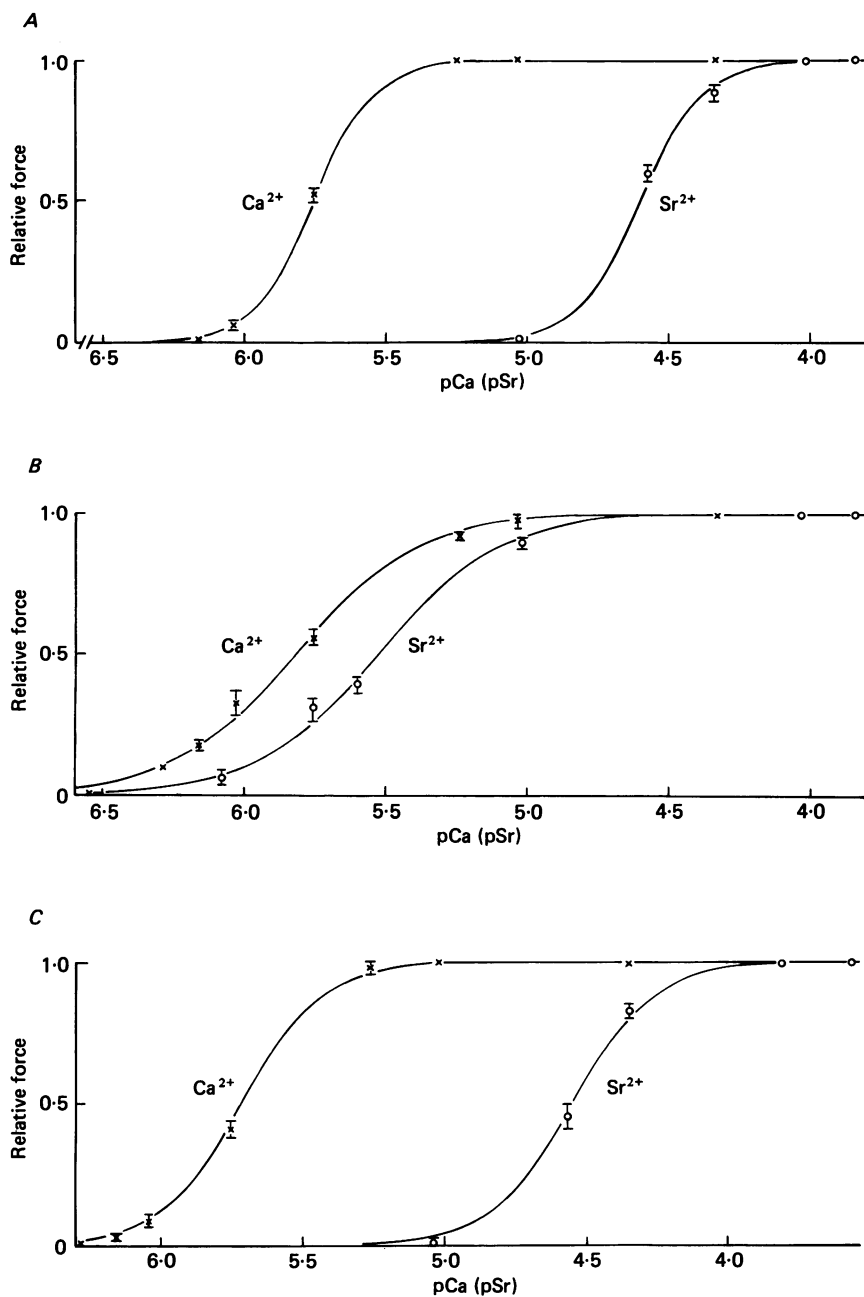 A
1·0
0·5
0
Relative force
Ca²⁺
Sr²⁺
6·5 6·0 5·5 5·0 4·5 4·0
pCa (pSr)
B
1·0
0·5
0
Relative force
Ca²⁺
Sr²⁺
6·5 6·0 5·5 5·0 4·5 4·0
pCa (pSr)
C
1·0
0·5
0
Relative force
Ca²⁺
Sr²⁺
6·0 5·5 5·0 4·5 4·0
pCa (pSr)